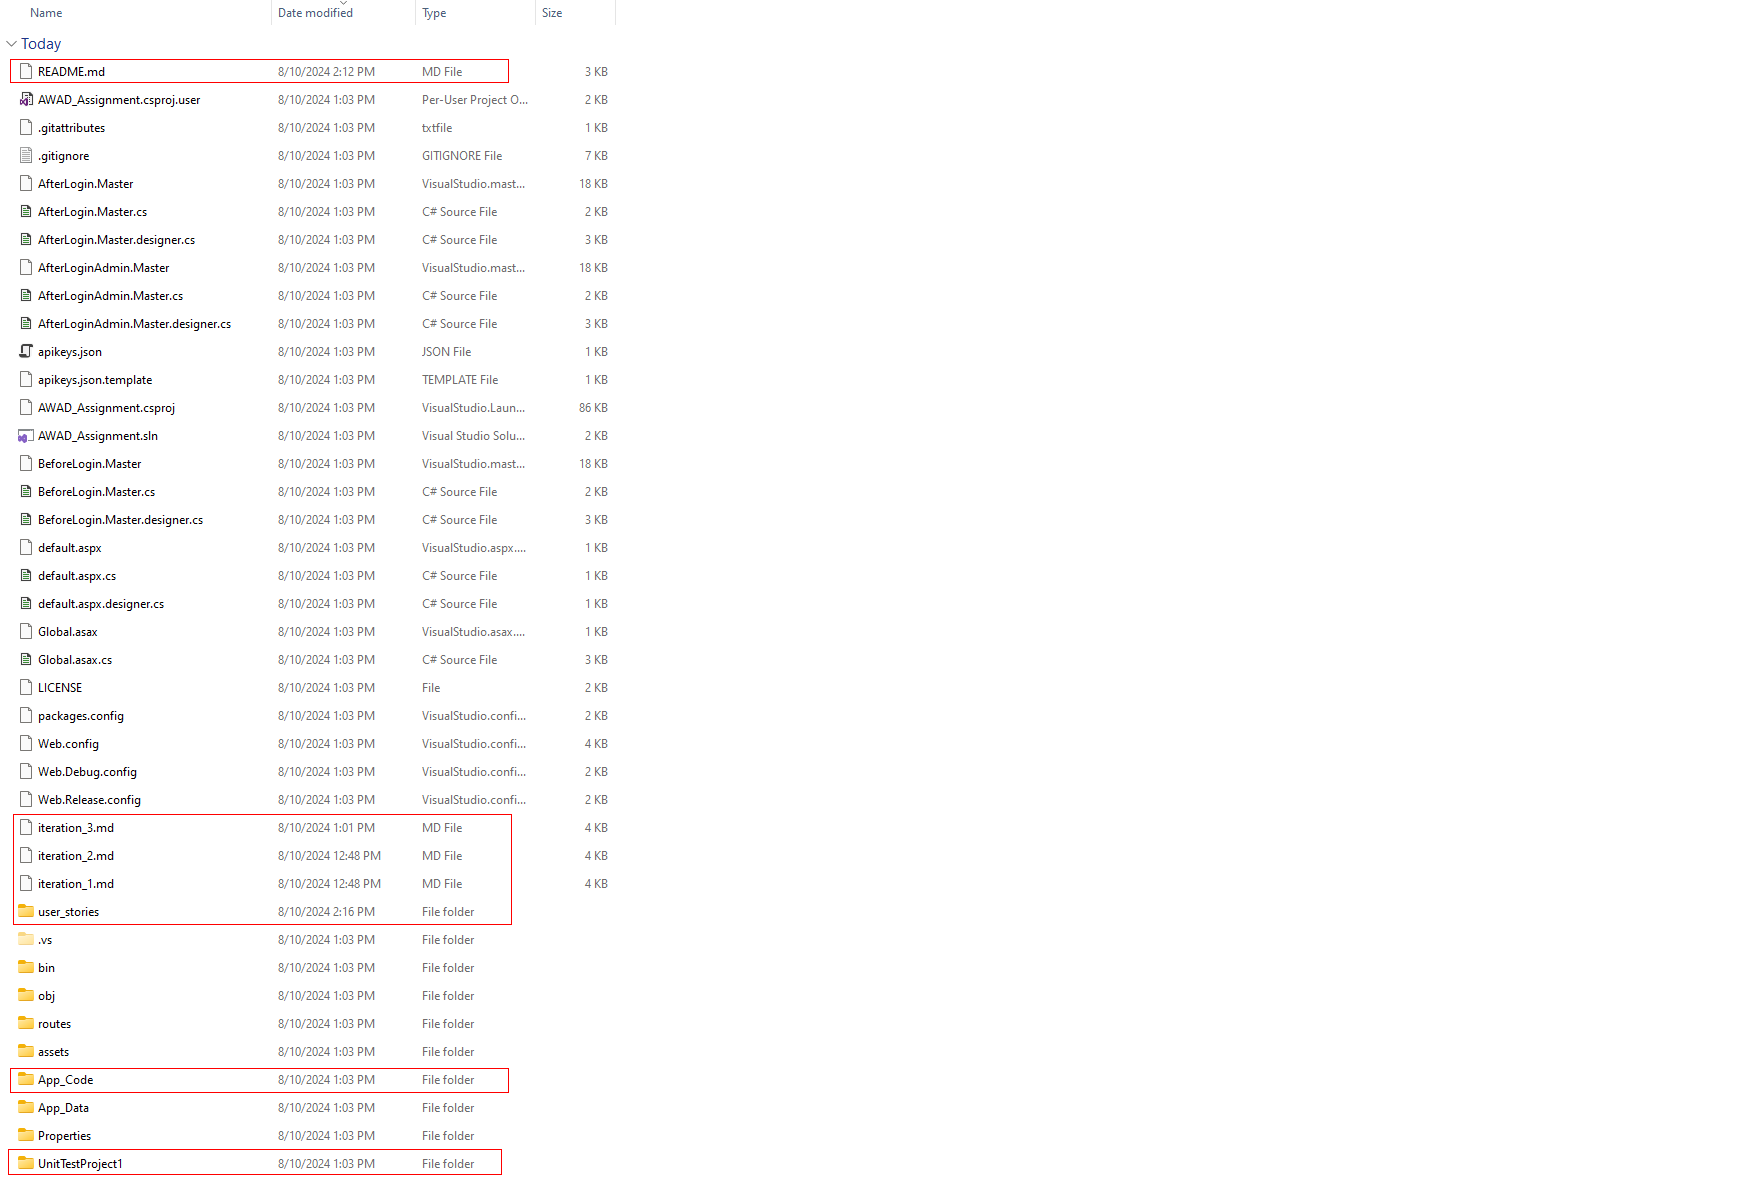 Name Date modified Type Size
Today
README.md 8/10/2024 2:12 PM MD File 3 KB
AWAD_Assignment.csproj.user 8/10/2024 1:03 PM Per-User Project O... 2 KB
.gitattributes 8/10/2024 1:03 PM txtfile 1 KB
.gitignore 8/10/2024 1:03 PM GITIGNORE File 7 KB
AfterLogin.Master 8/10/2024 1:03 PM VisualStudio.mast... 18 KB
AfterLogin.Master.cs 8/10/2024 1:03 PM C# Source File 2 KB
AfterLogin.Master.designer.cs 8/10/2024 1:03 PM C# Source File 3 KB
AfterLoginAdmin.Master 8/10/2024 1:03 PM VisualStudio.mast... 18 KB
AfterLoginAdmin.Master.cs 8/10/2024 1:03 PM C# Source File 2 KB
AfterLoginAdmin.Master.designer.cs 8/10/2024 1:03 PM C# Source File 3 KB
apikeys.json 8/10/2024 1:03 PM JSON File 1 KB
apikeys.json.template 8/10/2024 1:03 PM TEMPLATE File 1 KB
AWAD_Assignment.csproj 8/10/2024 1:03 PM VisualStudio.Laun... 86 KB
AWAD_Assignment.sln 8/10/2024 1:03 PM Visual Studio Solu... 2 KB
BeforeLogin.Master 8/10/2024 1:03 PM VisualStudio.mast... 18 KB
BeforeLogin.Master.cs 8/10/2024 1:03 PM C# Source File 2 KB
BeforeLogin.Master.designer.cs 8/10/2024 1:03 PM C# Source File 3 KB
default.aspx 8/10/2024 1:03 PM VisualStudio.aspx.... 1 KB
default.aspx.cs 8/10/2024 1:03 PM C# Source File 1 KB
default.aspx.designer.cs 8/10/2024 1:03 PM C# Source File 1 KB
Global.asax 8/10/2024 1:03 PM VisualStudio.asax.... 1 KB
Global.asax.cs 8/10/2024 1:03 PM C# Source File 3 KB
LICENSE 8/10/2024 1:03 PM File 2 KB
packages.config 8/10/2024 1:03 PM VisualStudio.confi... 2 KB
Web.config 8/10/2024 1:03 PM VisualStudio.confi... 4 KB
Web.Debug.config 8/10/2024 1:03 PM VisualStudio.confi... 2 KB
Web.Release.config 8/10/2024 1:03 PM VisualStudio.confi... 2 KB
iteration_3.md 8/10/2024 1:01 PM MD File 4 KB
iteration_2.md 8/10/2024 12:48 PM MD File 4 KB
iteration_1.md 8/10/2024 12:48 PM MD File 4 KB
user_stories 8/10/2024 2:16 PM File folder
.vs 8/10/2024 1:03 PM File folder
bin 8/10/2024 1:03 PM File folder
obj 8/10/2024 1:03 PM File folder
routes 8/10/2024 1:03 PM File folder
assets 8/10/2024 1:03 PM File folder
App_Code 8/10/2024 1:03 PM File folder
App_Data 8/10/2024 1:03 PM File folder
Properties 8/10/2024 1:03 PM File folder
UnitTestProject1 8/10/2024 1:03 PM File folder